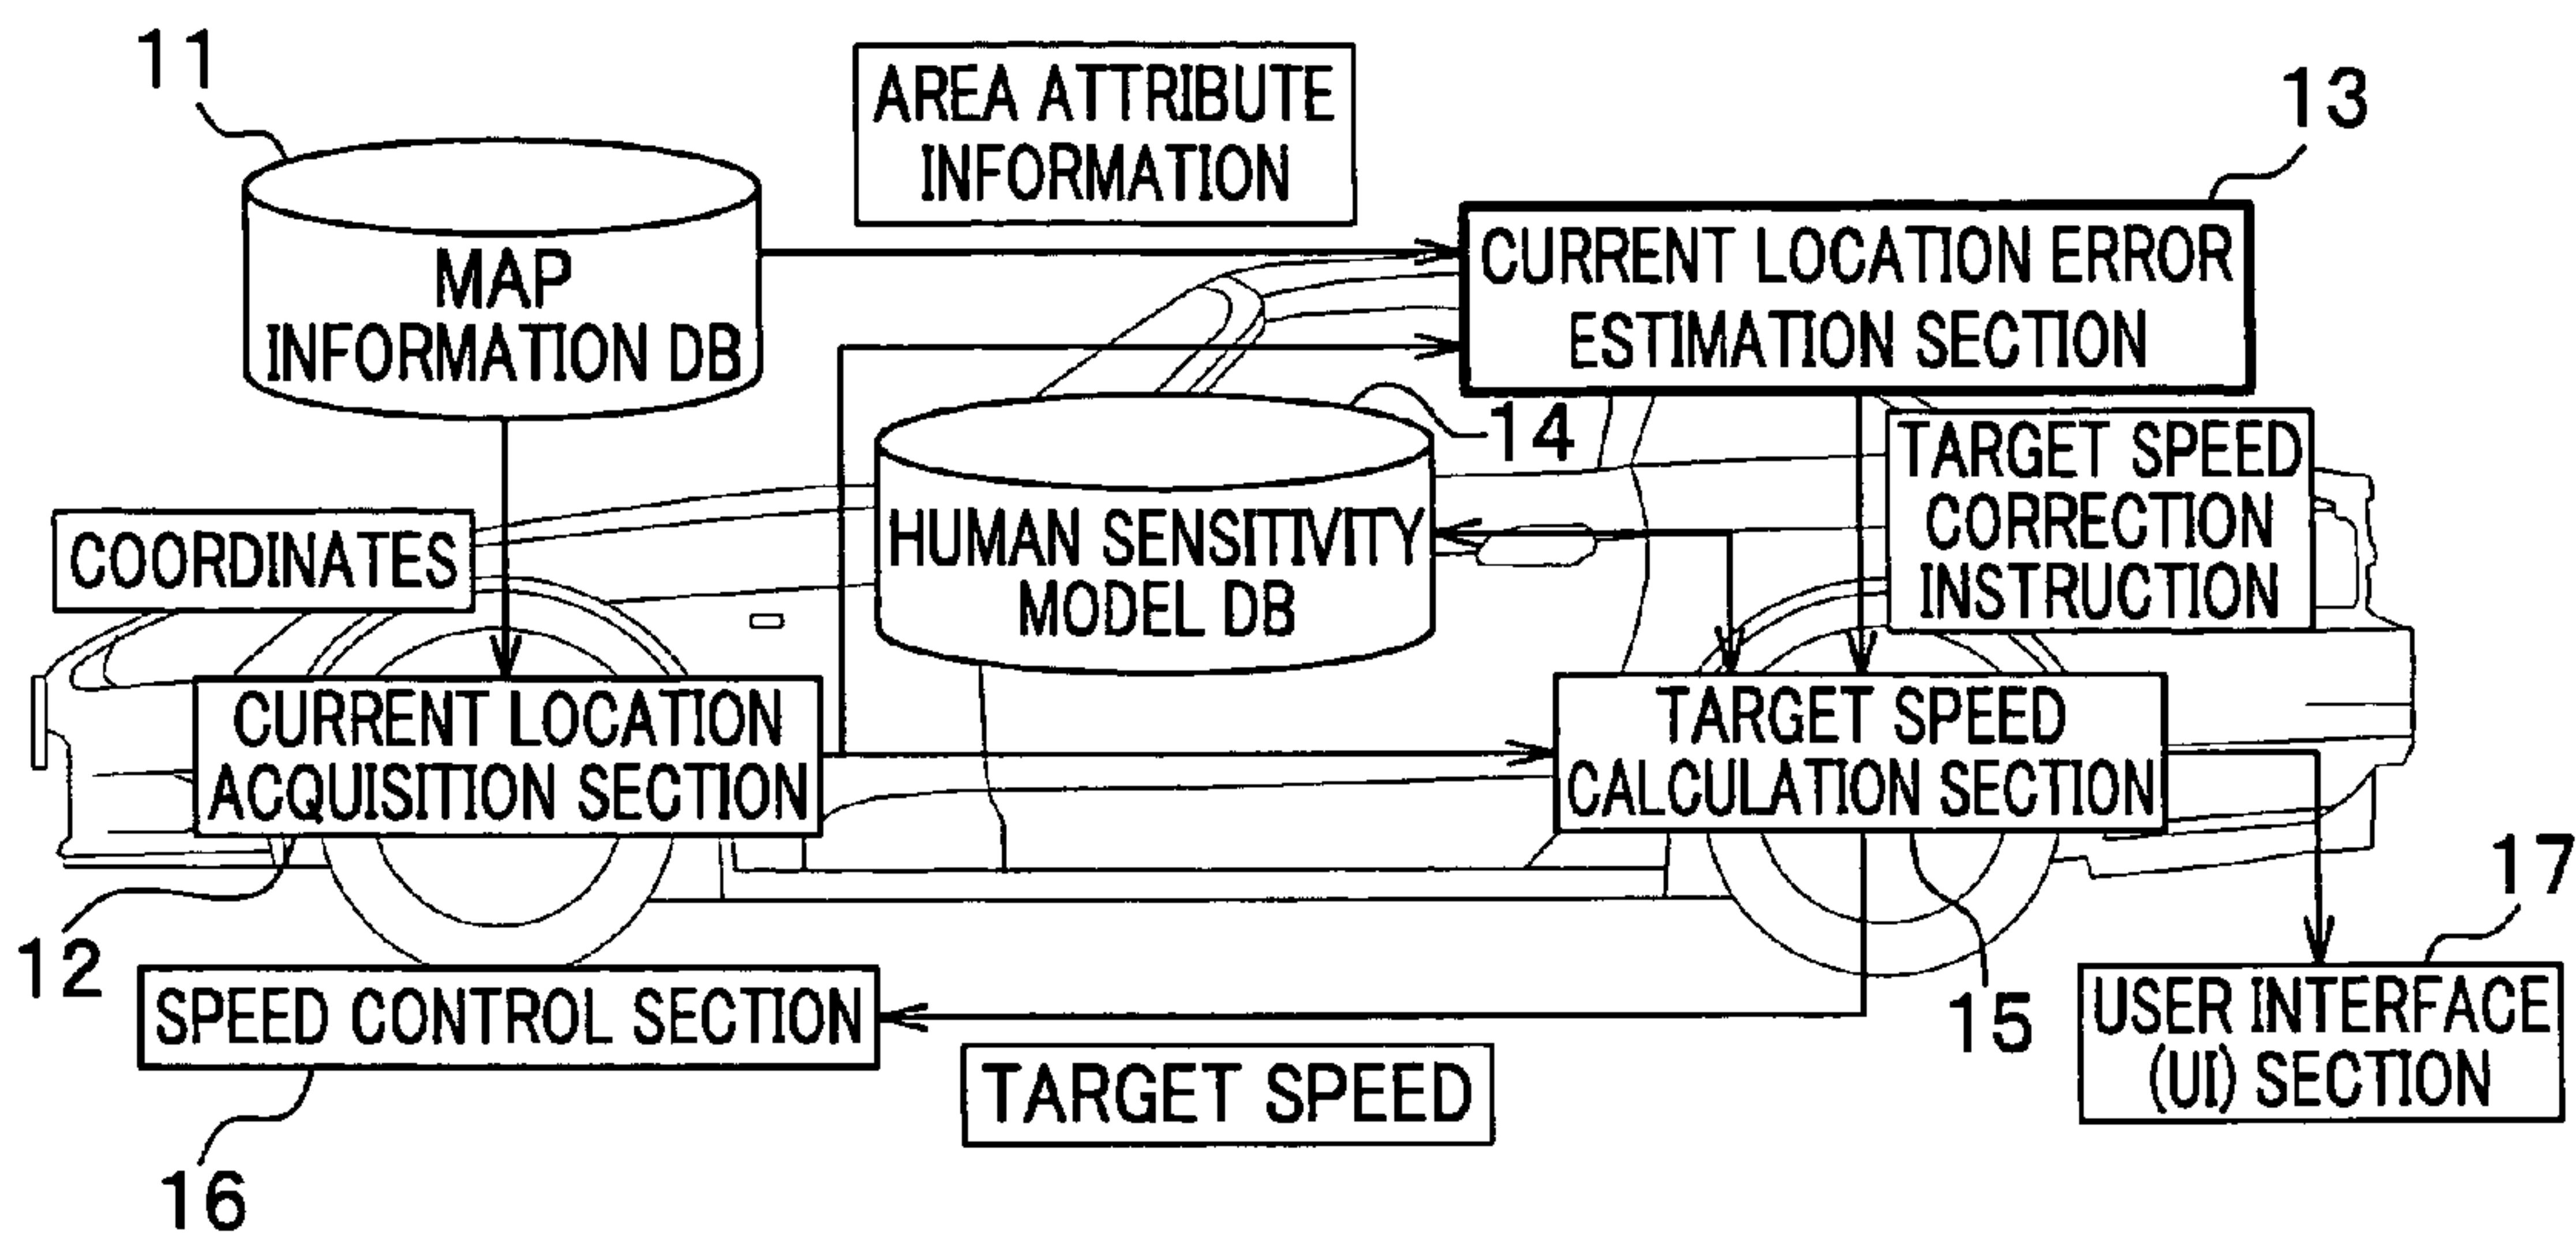 11
AREA ATTRIBUTE
INFORMATION
13
MAP
INFORMATION DB
CURRENT LOCATION ERROR
ESTIMATION SECTION
14
TARGET SPEED
CORRECTION
INSTRUCTION
COORDINATES
HUMAN SENSITIVITY
MODEL DB
CURRENT LOCATION
ACQUISITION SECTION
TARGET SPEED
CALCULATION SECTION
12
17
SPEED CONTROL SECTION
15
USER INTERFACE
(UI) SECTION
TARGET SPEED
16